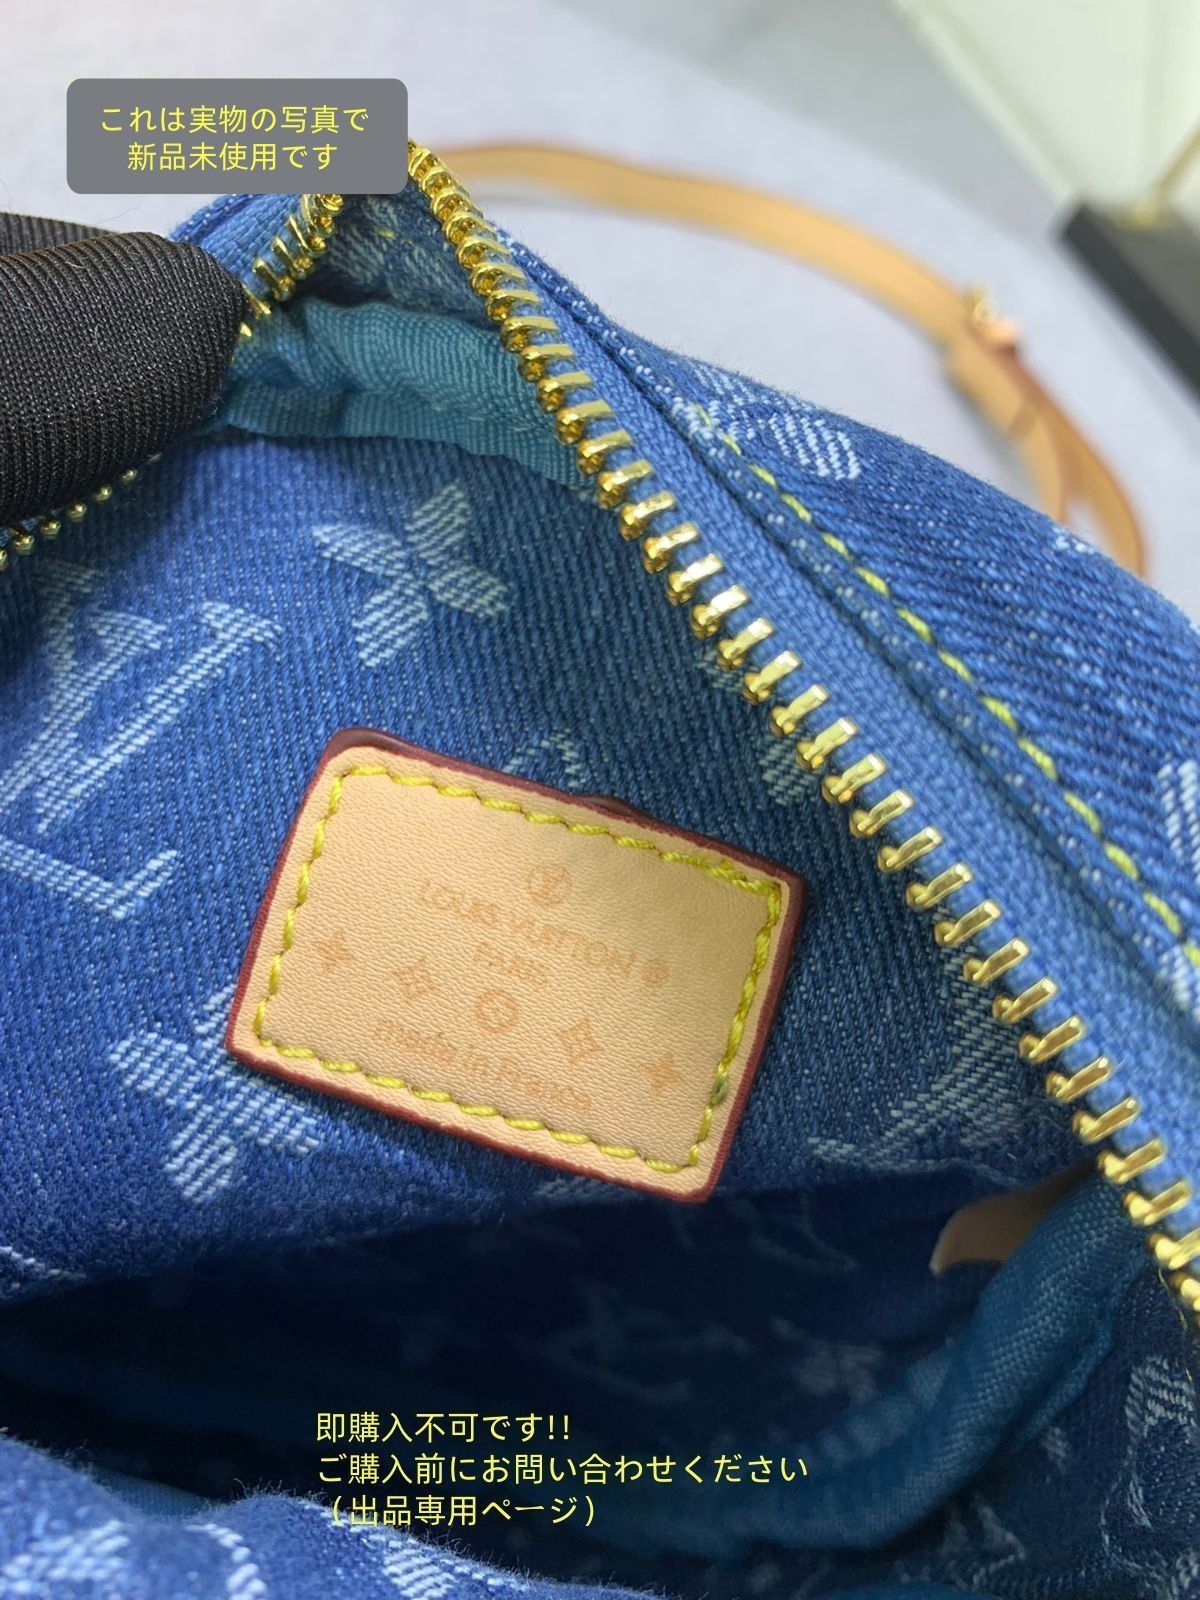 これは実物の写真で
新品未使用です
LOUIS VUITTON ®
PARIS
made in France
即購入不可です!!
ご購入前にお問い合わせください
(出品専用ページ)